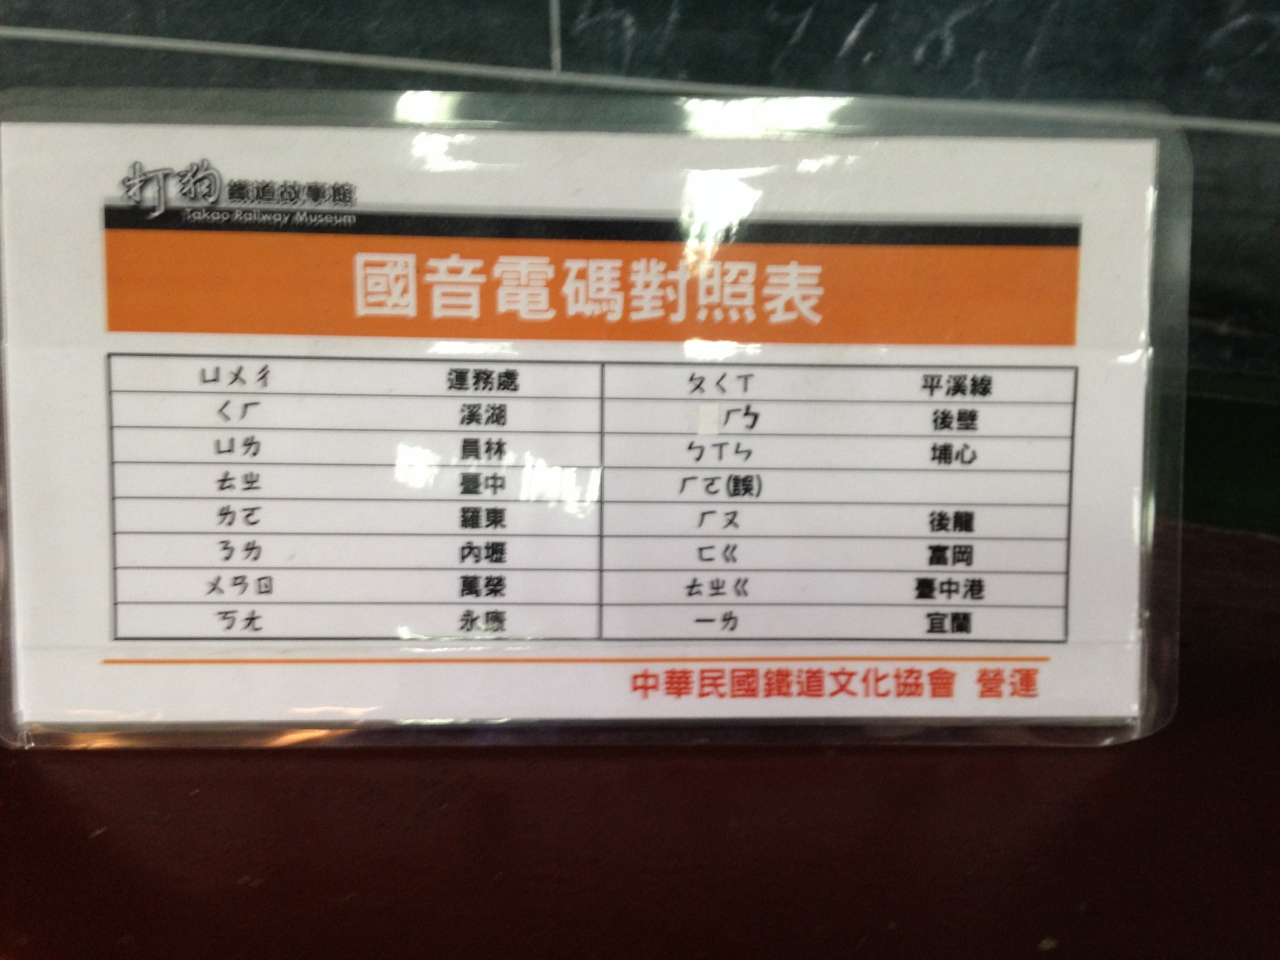 打狗 鐵道故事館
Takao Railway Museum
國音電碼對照表
ㄩㄨㄔ 運務處 ㄆㄑㄒ 平溪線
ㄑㄏ 溪湖 ㄏㄅ 後壁
ㄩㄌ 員林 ㄅㄒㄣ 埔心
ㄊㄓ 臺中 ㄏㄛ(誤)
ㄌㄛ 羅東 ㄏㄡ 後龍
ㄋㄌ 內壢 ㄈㄍ 富岡
ㄨㄢㄖ 萬榮 ㄊㄓㄍ 臺中港
ㄎㄤ 永康 ㄧㄌ 宜蘭
中華民國鐵道文化協會 營運